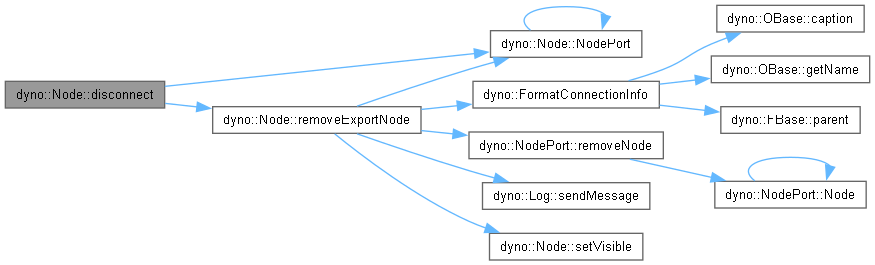 dyno::Node::disconnect
dyno::Node::NodePort
dyno::Node::removeExportNode
dyno::FormatConnectionInfo
dyno::NodePort::removeNode
dyno::Log::sendMessage
dyno::Node::setVisible
dyno::OBase::caption
dyno::OBase::getName
dyno::FBase::parent
dyno::NodePort::Node